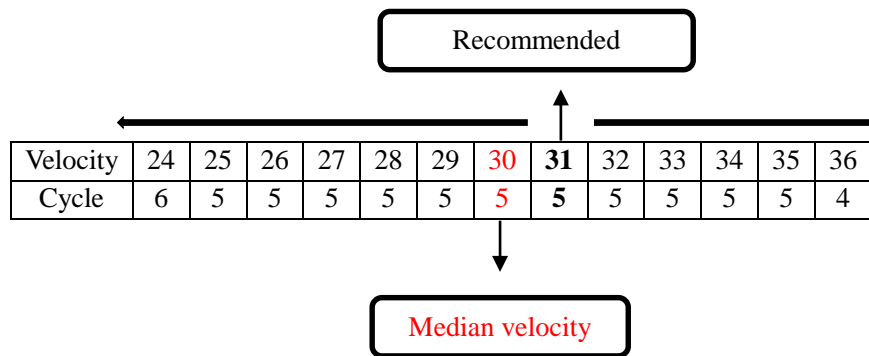 Recommended
Velocity 24 25 26 27 28 29 30 31 32 33 34 35 36
Cycle 6 5 5 5 5 5 5 5 5 5 5 5 4
Median velocity